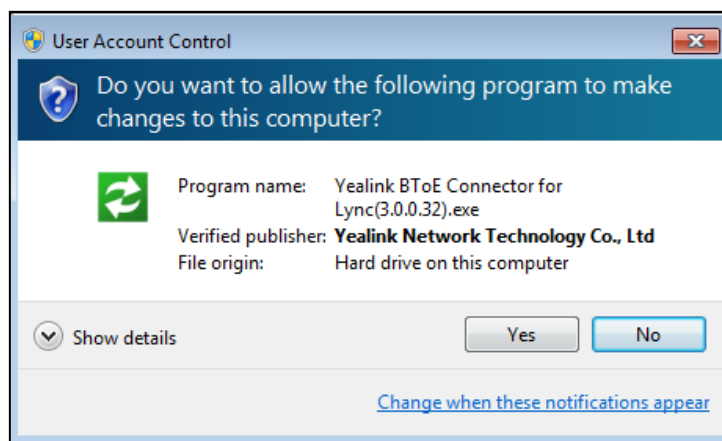 User Account Control
Do you want to allow the following program to make
changes to this computer?
Program name: Yealink BToE Connector for
Lync(3.0.0.32).exe
Verified publisher: Yealink Network Technology Co., Ltd
File origin: Hard drive on this computer
Show details
Yes
No
Change when these notifications appear